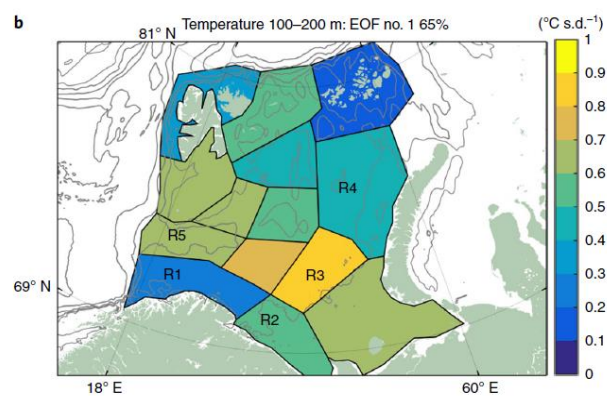 b
Temperature 100–200 m: EOF no. 1 65%
(°C s.d.⁻¹)
81° N
1
0.9
0.8
0.7
0.6
0.5
0.4
0.3
0.2
0.1
0
R4
R5
R1
R3
R2
69° N
18° E
60° E